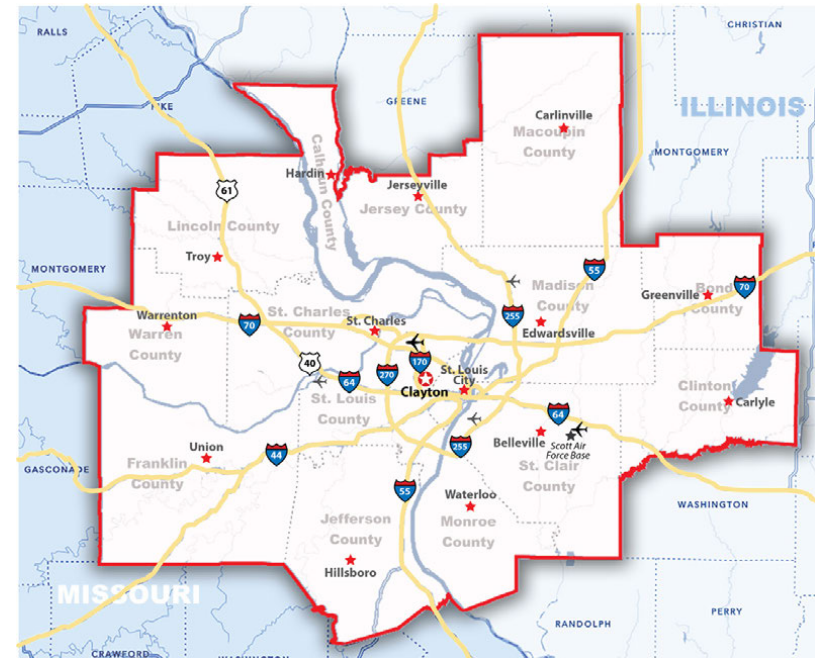 RALLS
CHRISTIAN
PIKE
GREENE
ILLINOIS
Carlinville
Macoupin
County
MONTGOMERY
Calhoun County
Hardin
Jerseyville
Jersey County
61
Lincoln County
Troy
MONTGOMERY
55
Madison
County
Bond
County
70
Greenville
Warrenton
Warren
County
70
St. Charles
County
St. Charles
255
Edwardsville
40
170
270
64
St. Louis
City
Clayton
St. Louis
County
Clinton
County
Carlyle
64
Belleville
Scott Air
Force Base
St. Clair
County
255
Union
Franklin
County
44
GASCONADE
55
Waterloo
Monroe
County
WASHINGTON
Jefferson
County
Hillsboro
MISSOURI
RANDOLPH
PERRY
CRAWFORD
WASHINGTON